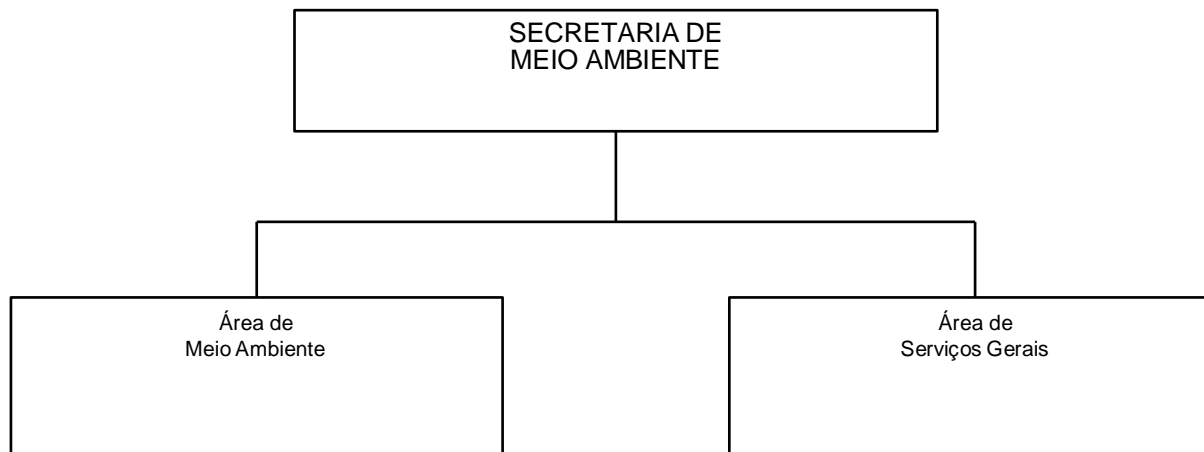 SECRETARIA DE
MEIO AMBIENTE
Área de
Meio Ambiente
Área de
Serviços Gerais